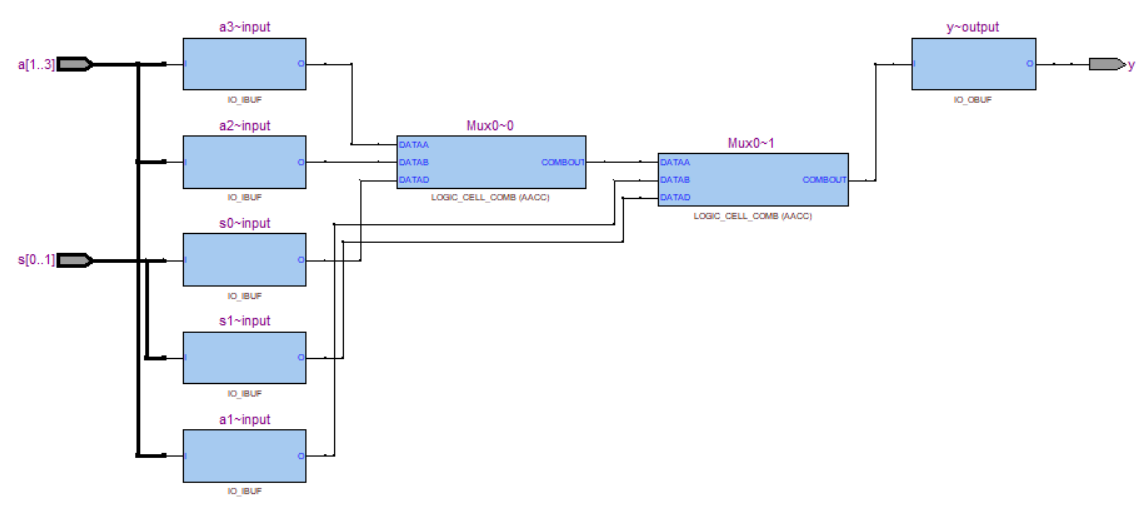 a3~input
I
O
IO_IBUF
a[1..3]
a2~input
I
O
IO_IBUF
s0~input
I
O
IO_IBUF
s[0..1]
s1~input
I
O
IO_IBUF
a1~input
I
O
IO_IBUF
Mux0~0
DATAA
DATAB
DATAD
COMBOUT
LOGIC_CELL_COMB (AACC)
Mux0~1
DATAA
DATAB
DATAD
COMBOUT
LOGIC_CELL_COMB (AACC)
y~output
I
O
IO_OBUF
y